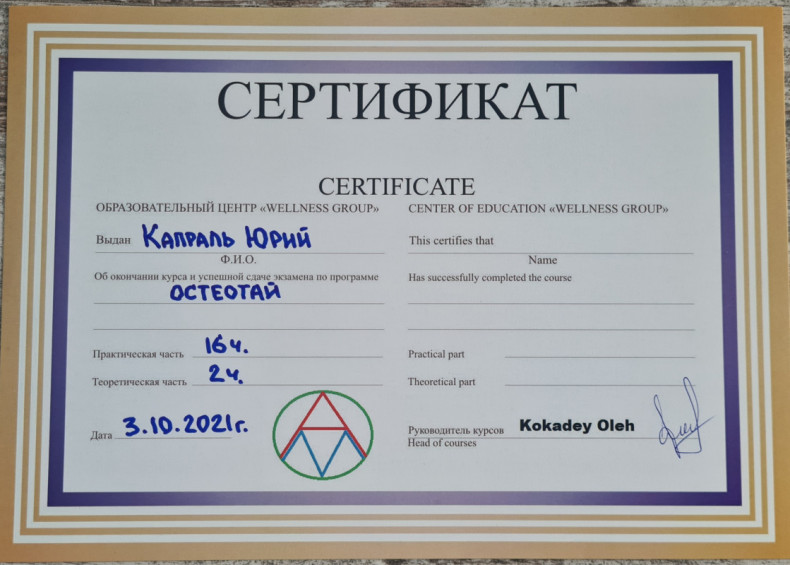 СЕРТИФИКАТ
CERTIFICATE
ОБРАЗОВАТЕЛЬНЫЙ ЦЕНТР «WELLNESS GROUP»
Выдан КАПРАЛЬ ЮРИЙ
Ф.И.О.
Об окончании курса и успешной сдаче экзамена по программе
ОСТЕОТАЙ
Практическая часть 16ч.
Теоретическая часть 2ч.
Дата 3.10.2021г.
CENTER OF EDUCATION «WELLNESS GROUP»
This certifies that
Name
Has successfully completed the course
Practical part
Theoretical part
Руководитель курсов Kokadey Oleh
Head of courses